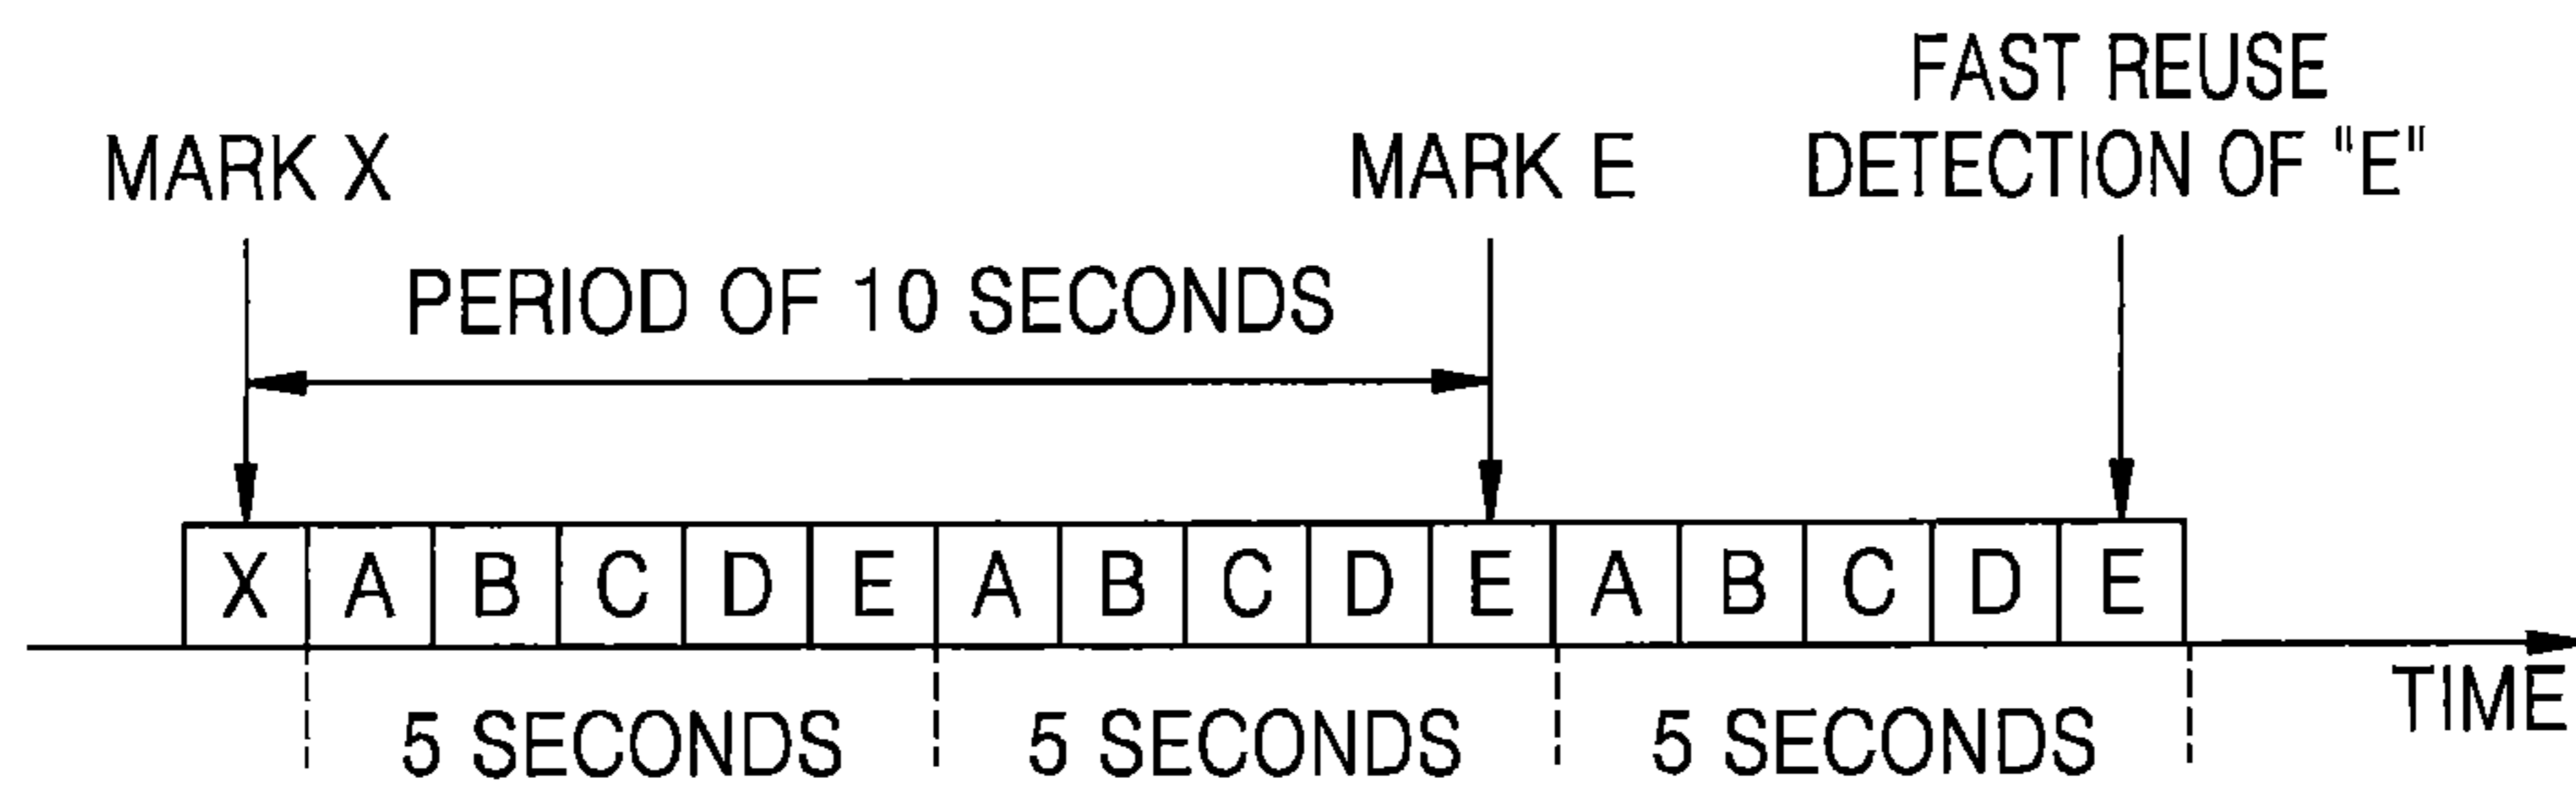 FAST REUSE
DETECTION OF "E"
MARK X
MARK E
PERIOD OF 10 SECONDS
X A B C D E A B C D E A B C D E
TIME
5 SECONDS 5 SECONDS 5 SECONDS